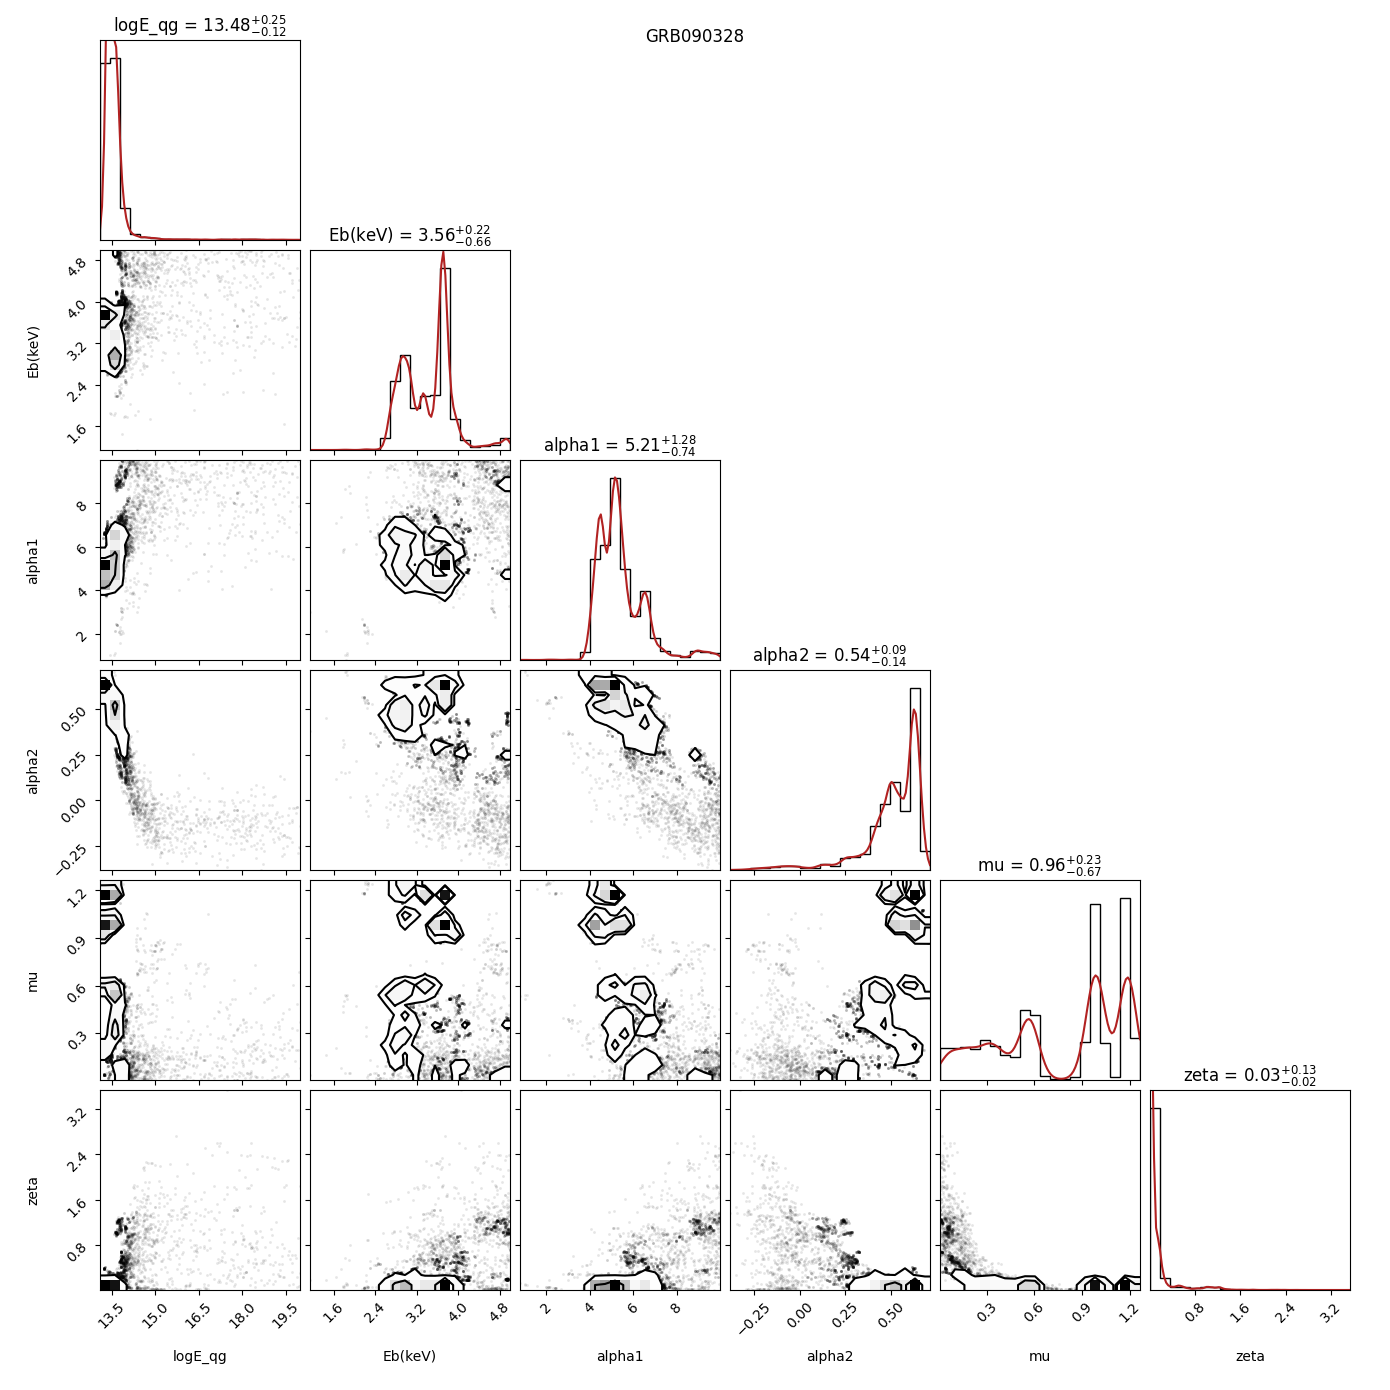 GRB090328
logE_qg = 13.48+0.25−0.12
Eb(keV) = 3.56+0.22−0.66
Eb(keV)
4.8
4.0
3.2
2.4
1.6
alpha1 = 5.21+1.28−0.74
alpha1
8
6
4
2
alpha2 = 0.54+0.09−0.14
alpha2
0.50
0.25
0.00
−0.25
mu = 0.96+0.23−0.67
mu
1.2
0.9
0.6
0.3
zeta = 0.03+0.13−0.02
zeta
3.2
2.4
1.6
0.8
13.5 15.0 16.5 18.0 19.5
1.6 2.4 3.2 4.0 4.8
2 4 6 8
−0.25 0.00 0.25 0.50
0.3 0.6 0.9 1.2
0.8 1.6 2.4 3.2
logE_qg Eb(keV) alpha1 alpha2 mu zeta